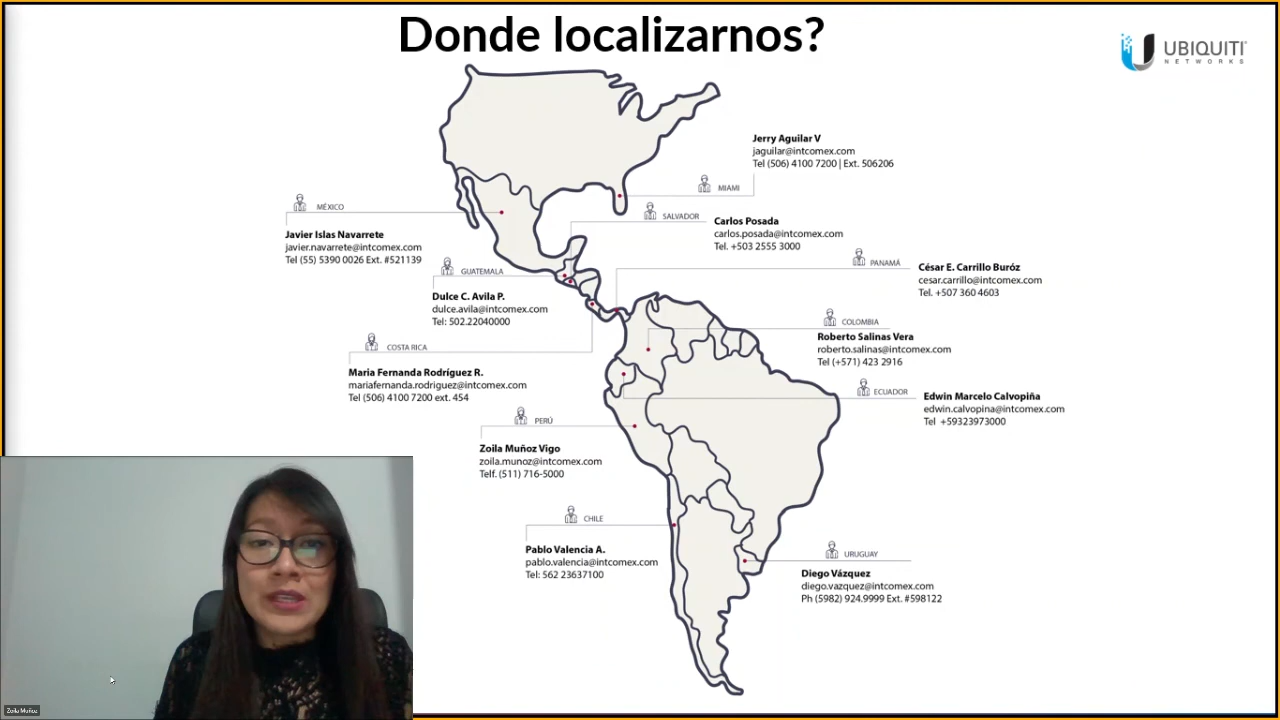 Donde localizarnos?
UBIQUITI
NETWORKS
Jerry Aguilar V
jaguilar@intcomex.com
Tel (506) 4100 7200 | Ext. 506206
MIAMI
MÉXICO
Javier Islas Navarrete
javier.navarrete@intcomex.com
Tel (55) 5390 0026 Ext. #521139
SALVADOR
Carlos Posada
carlos.posada@intcomex.com
Tel. +503 2555 3000
GUATEMALA
Dulce C. Avila P.
dulce.avila@intcomex.com
Tel: 502.22040000
PANAMÁ
César E. Carrillo Buróz
cesar.carrillo@intcomex.com
Tel. +507 360 4603
COLOMBIA
Roberto Salinas Vera
roberto.salinas@intcomex.com
Tel (+571) 423 2916
COSTA RICA
Maria Fernanda Rodríguez R.
mariafernanda.rodriguez@intcomex.com
Tel (506) 4100 7200 ext. 454
ECUADOR
Edwin Marcelo Calvopiña
edwin.calvopina@intcomex.com
Tel +59323973000
PERÚ
Zoila Muñoz Vigo
zoila.munoz@intcomex.com
Telf. (511) 716-5000
CHILE
Pablo Valencia A.
pablo.valencia@intcomex.com
Tel: 562 23637100
URUGUAY
Diego Vázquez
diego.vazquez@intcomex.com
Ph (5982) 924.9999 Ext. #598122
Zoila Muñoz